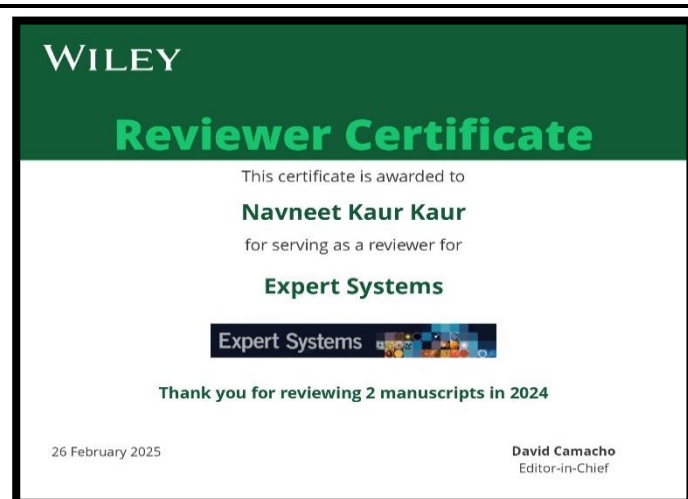 WILEY
Reviewer Certificate
This certificate is awarded to
Navneet Kaur Kaur
for serving as a reviewer for
Expert Systems
Expert Systems
Thank you for reviewing 2 manuscripts in 2024
26 February 2025
David Camacho
Editor-in-Chief